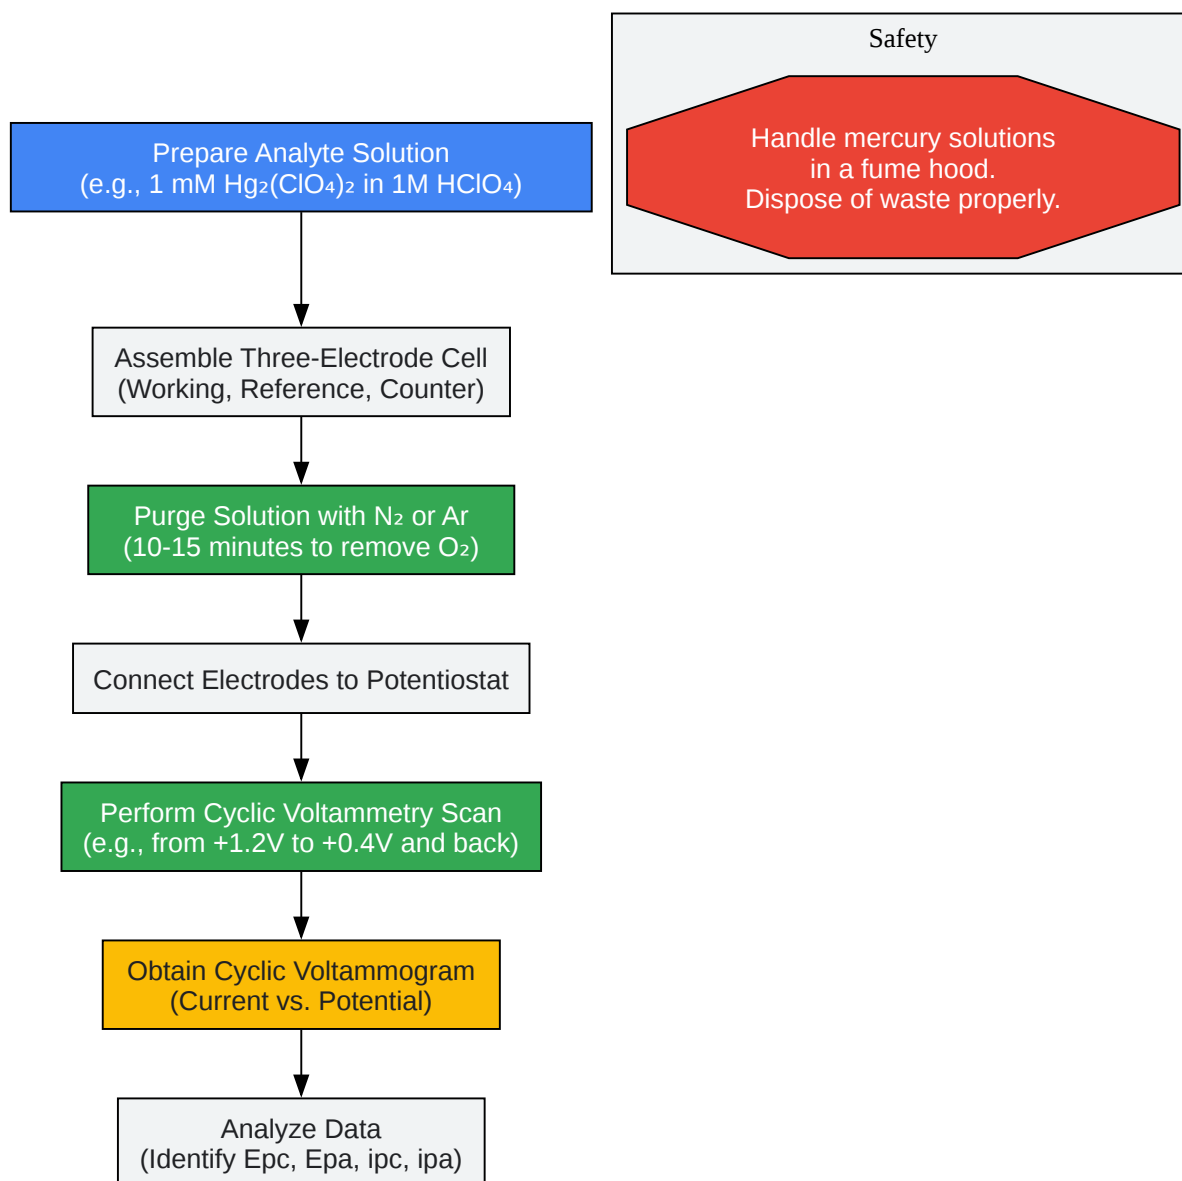 Safety
Handle mercury solutions
in a fume hood.
Dispose of waste properly.
Prepare Analyte Solution
(e.g., 1 mM Hg₂(ClO₄)₂ in 1M HClO₄)
Assemble Three-Electrode Cell
(Working, Reference, Counter)
Purge Solution with N₂ or Ar
(10-15 minutes to remove O₂)
Connect Electrodes to Potentiostat
Perform Cyclic Voltammetry Scan
(e.g., from +1.2V to +0.4V and back)
Obtain Cyclic Voltammogram
(Current vs. Potential)
Analyze Data
(Identify Epc, Epa, ipc, ipa)